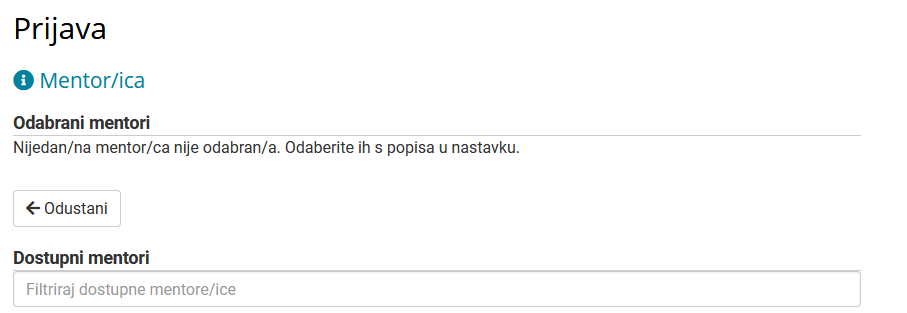 Prijava
Mentor/ica
Odabrani mentori
Nijedan/na mentor/ca nije odabran/a. Odaberite ih s popisa u nastavku.
Odustani
Dostupni mentori
Filtriraj dostupne mentore/ice